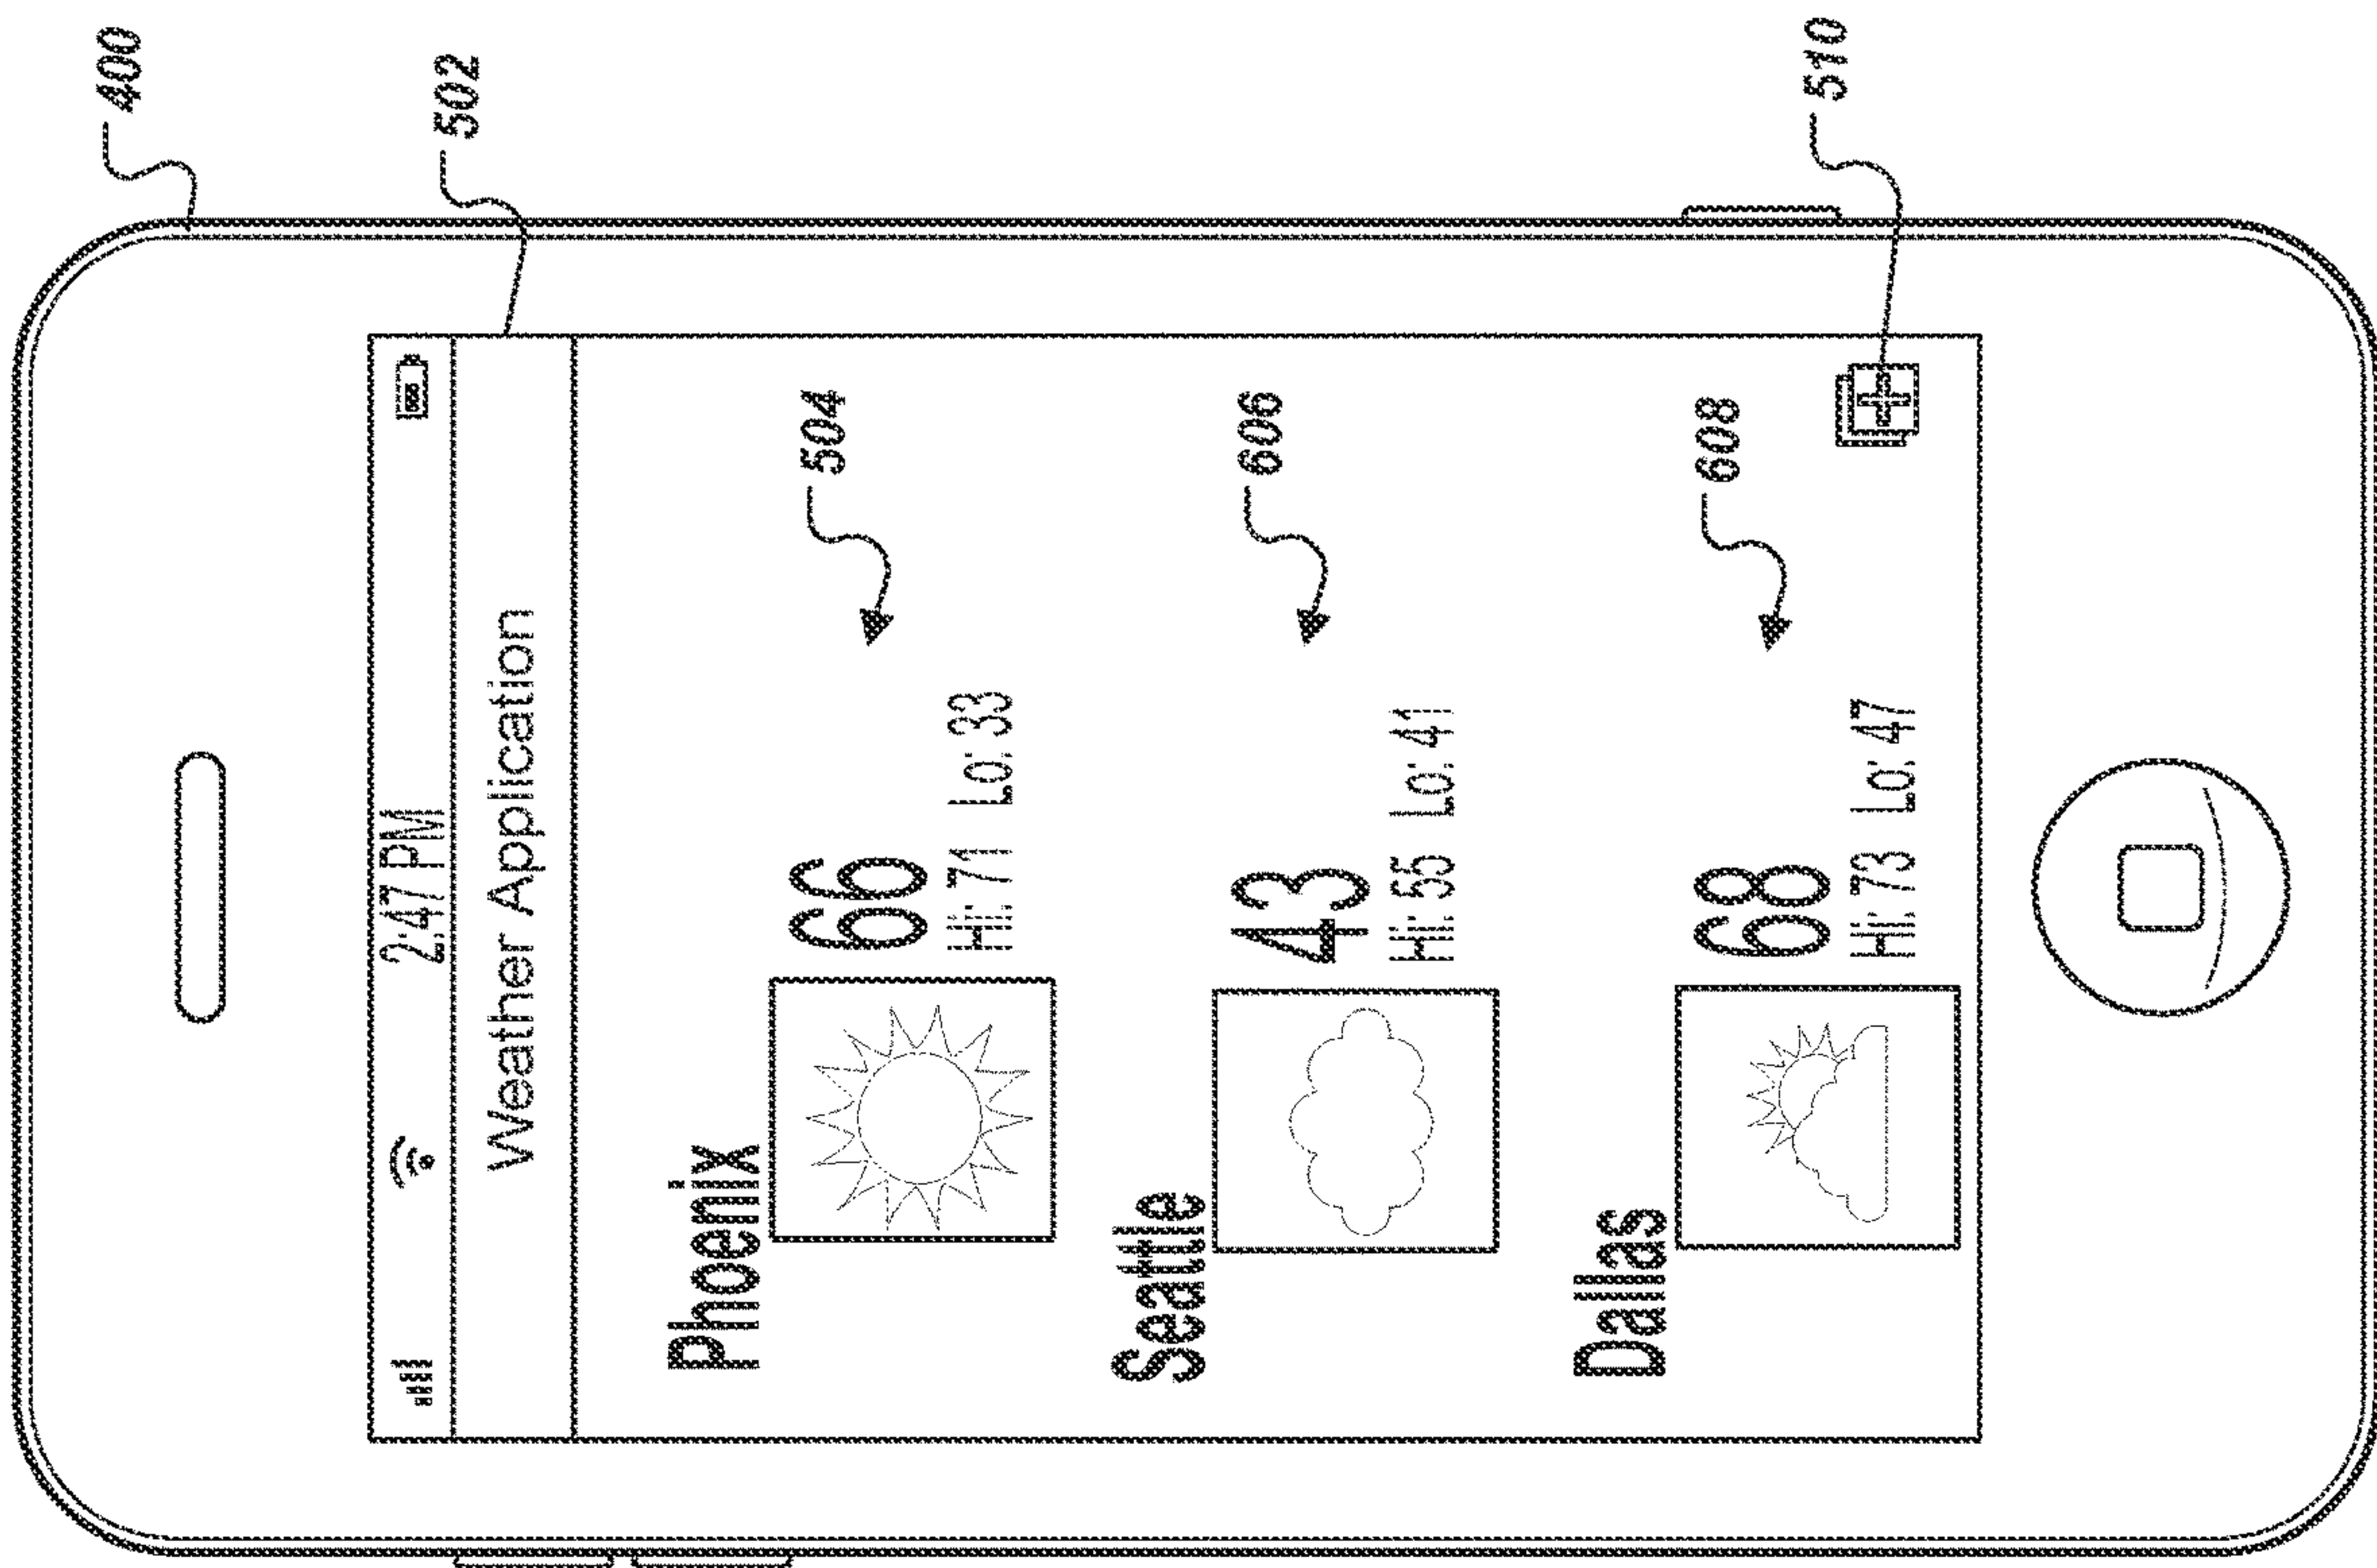 400
2:47 PM
502
Weather Application
Phoenix
66
504
Hi: 71 Lo: 33
Seattle
43
606
Hi: 55 Lo: 41
Dallas
68
608
Hi: 73 Lo: 47
510